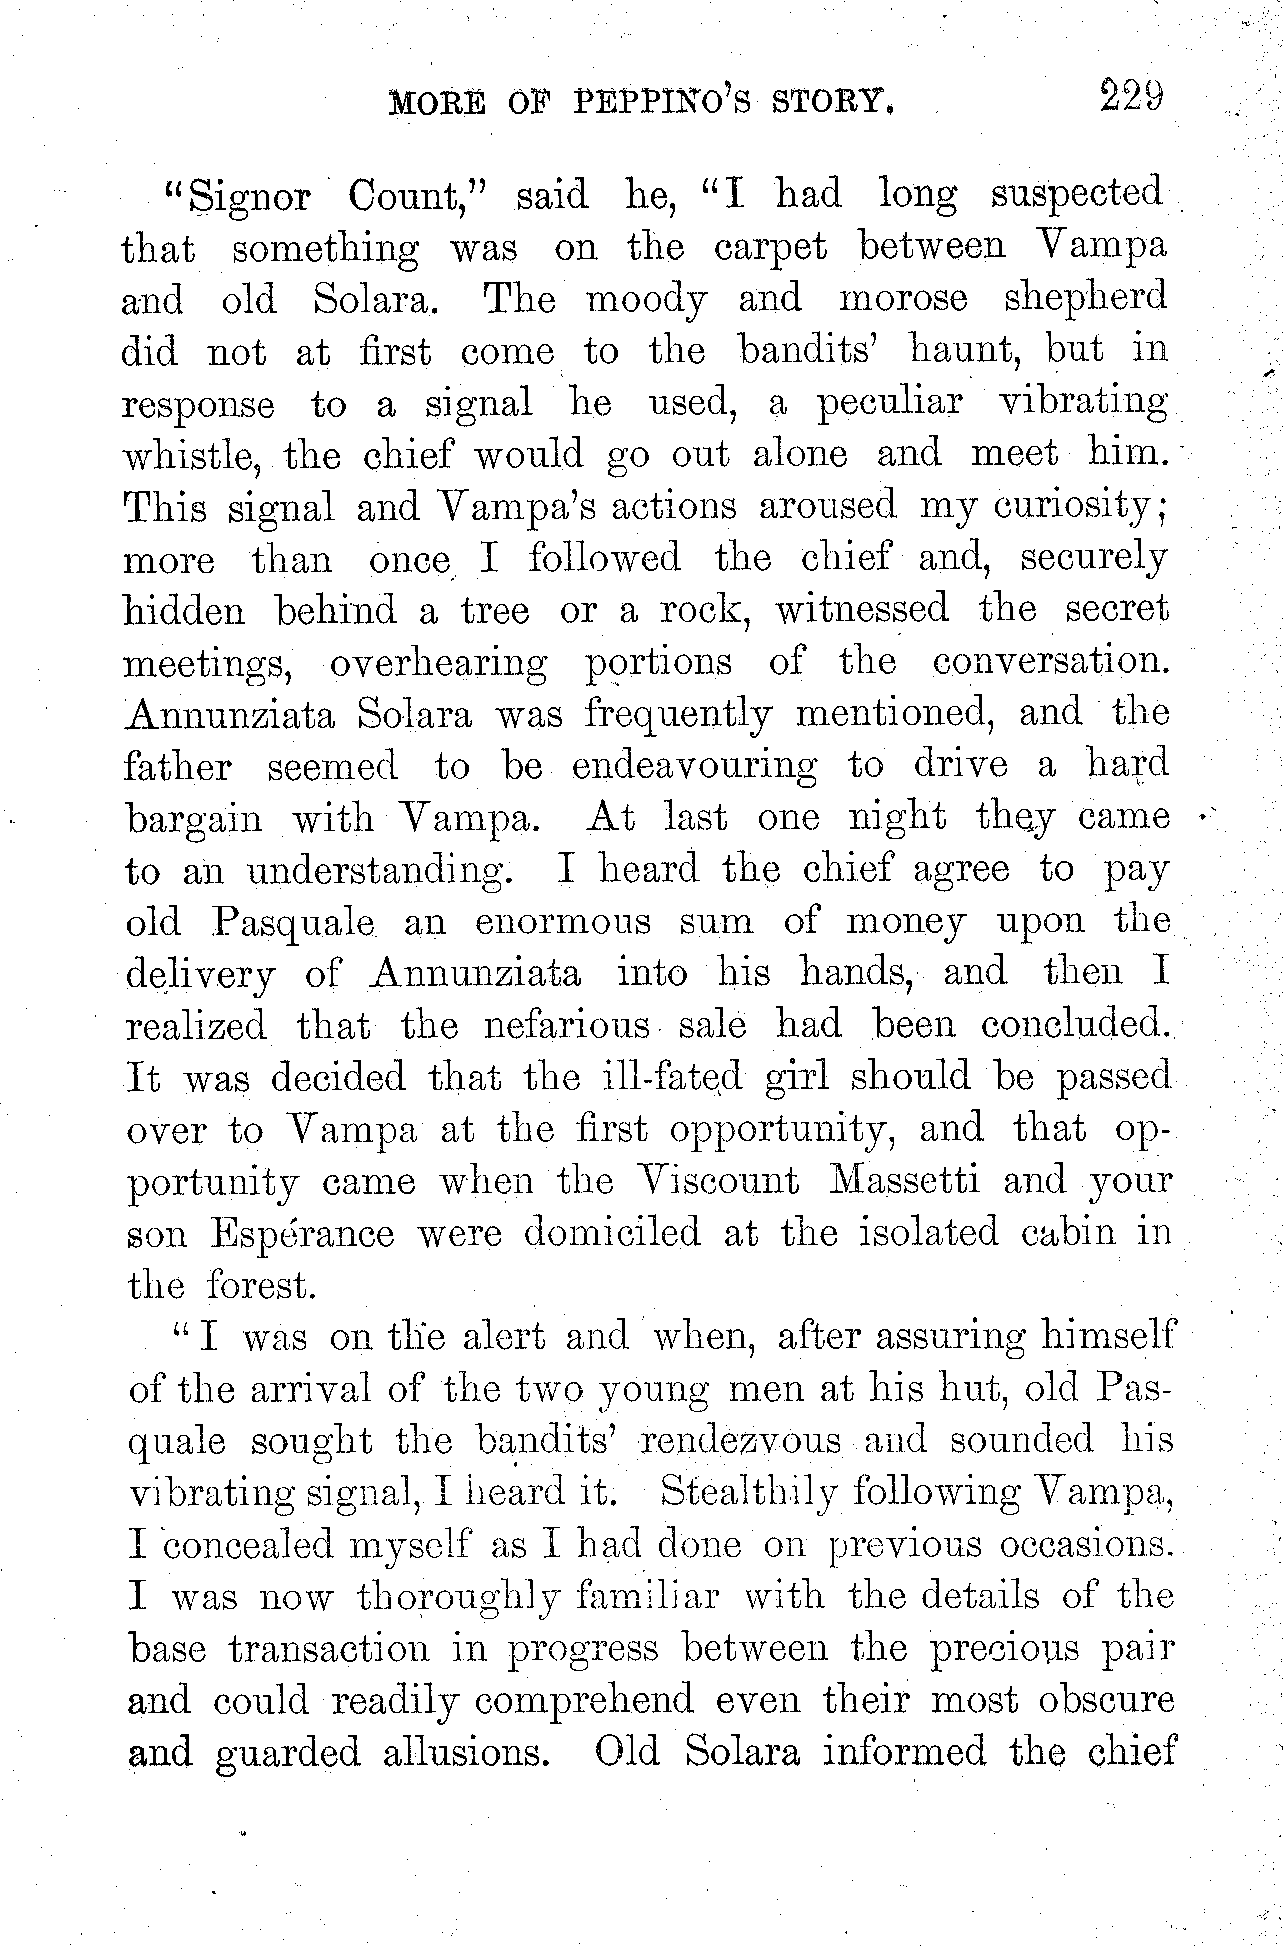 MORE OF PEPPINO'S STORY. 229
"Signor Count," said he, "I had long suspected
that something was on the carpet between Vampa
and old Solara. The moody and morose shepherd
did not at first come to the bandits' haunt, but in
response to a signal he used, a peculiar vibrating
whistle, the chief would go out alone and meet him.
This signal and Vampa's actions aroused my curiosity;
more than once I followed the chief and, securely
hidden behind a tree or a rock, witnessed the secret
meetings, overhearing portions of the conversation.
Annunziata Solara was frequently mentioned, and the
father seemed to be endeavouring to drive a hard
bargain with Vampa. At last one night they came
to an understanding. I heard the chief agree to pay
old Pasquale an enormous sum of money upon the
delivery of Annunziata into his hands, and then I
realized that the nefarious sale had been concluded.
It was decided that the ill-fated girl should be passed
over to Vampa at the first opportunity, and that op-
portunity came when the Viscount Massetti and your
son Espérance were domiciled at the isolated cabin in
the forest.
"I was on the alert and when, after assuring himself
of the arrival of the two young men at his hut, old Pas-
quale sought the bandits' rendezvous and sounded his
vibrating signal, I heard it. Stealthily following Vampa,
I concealed myself as I had done on previous occasions.
I was now thoroughly familiar with the details of the
base transaction in progress between the precious pair
and could readily comprehend even their most obscure
and guarded allusions. Old Solara informed the chief